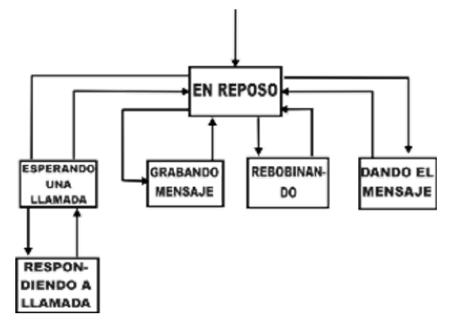 EN REPOSO
ESPERANDO
UNA
LLAMADA
GRABANDO
MENSAJE
REBOBINAN-
DO
DANDO EL
MENSAJE
RESPON-
DIENDO A
LLAMADA